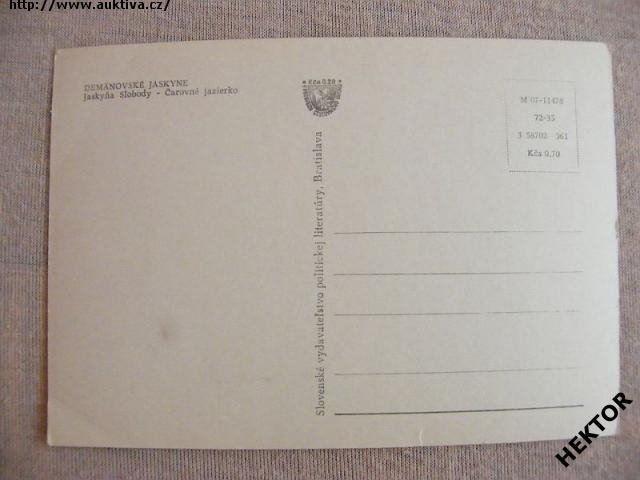 http://www.auktiva.cz/
DEMÄNOVSKÉ JASKYNE
Jaskyňa Slobody - Čarovné jazierko
Kčs 0.20
Slovenské vydavateľstvo politickej literatúry, Bratislava
M 07-11478
72-35
3 58702 361
Kčs 0,70
HEKTOR